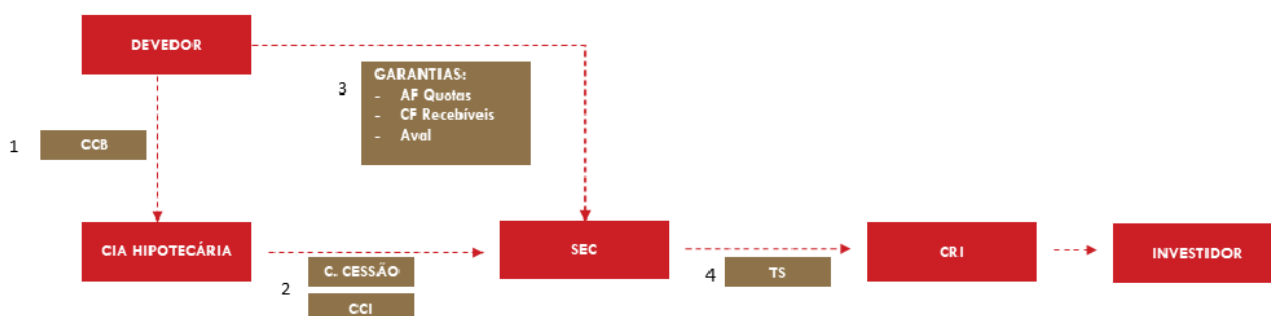 DEVEDOR
3
GARANTIAS:
- AF Quotas
- CF Recebíveis
- Aval
1
CCB
CIA HIPOTECÁRIA
2
C. CESSÃO
CCI
SEC
4
TS
CRI
INVESTIDOR